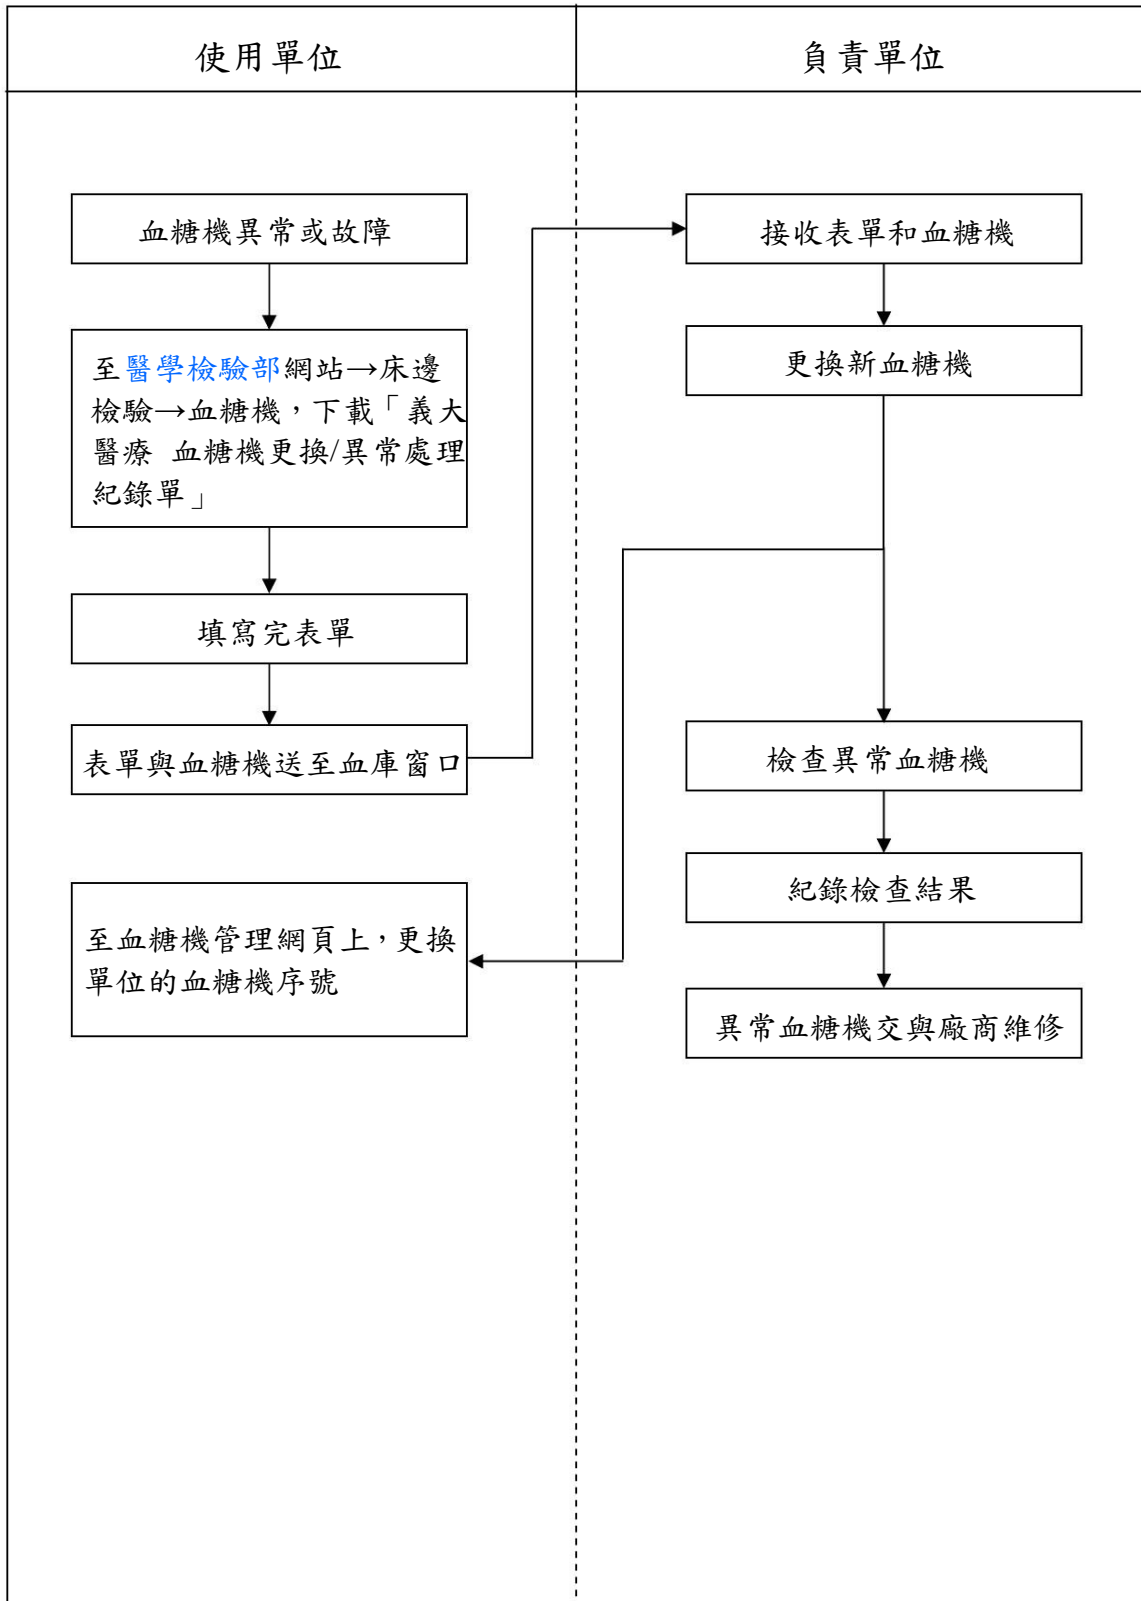 使用單位
負責單位
血糖機異常或故障
至醫學檢驗部網站→床邊
檢驗→血糖機，下載「義大
醫療 血糖機更換/異常處理
紀錄單」
填寫完表單
表單與血糖機送至血庫窗口
至血糖機管理網頁上，更換
單位的血糖機序號
接收表單和血糖機
更換新血糖機
檢查異常血糖機
紀錄檢查結果
異常血糖機交與廠商維修